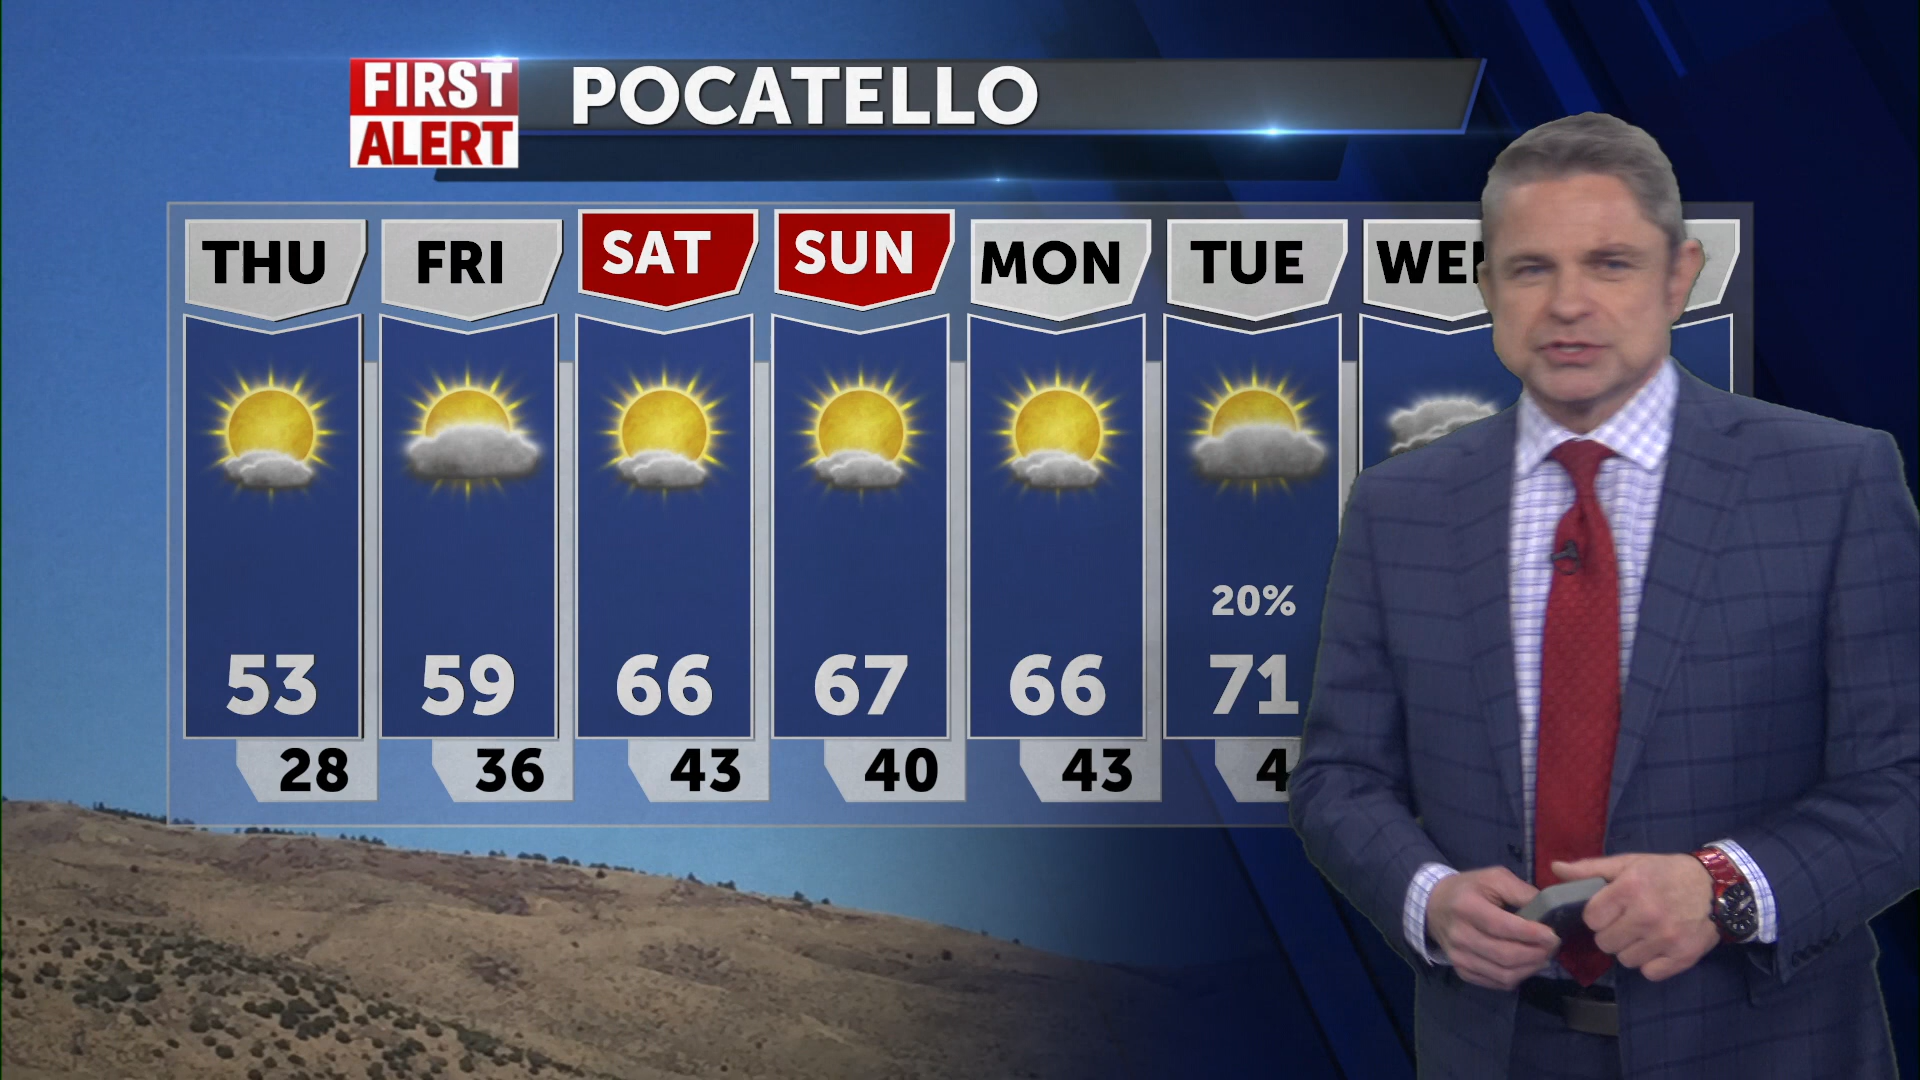 FIRST
ALERT
POCATELLO
THU FRI SAT SUN MON TUE
20%
53 59 66 67 66 71
28 36 43 40 43